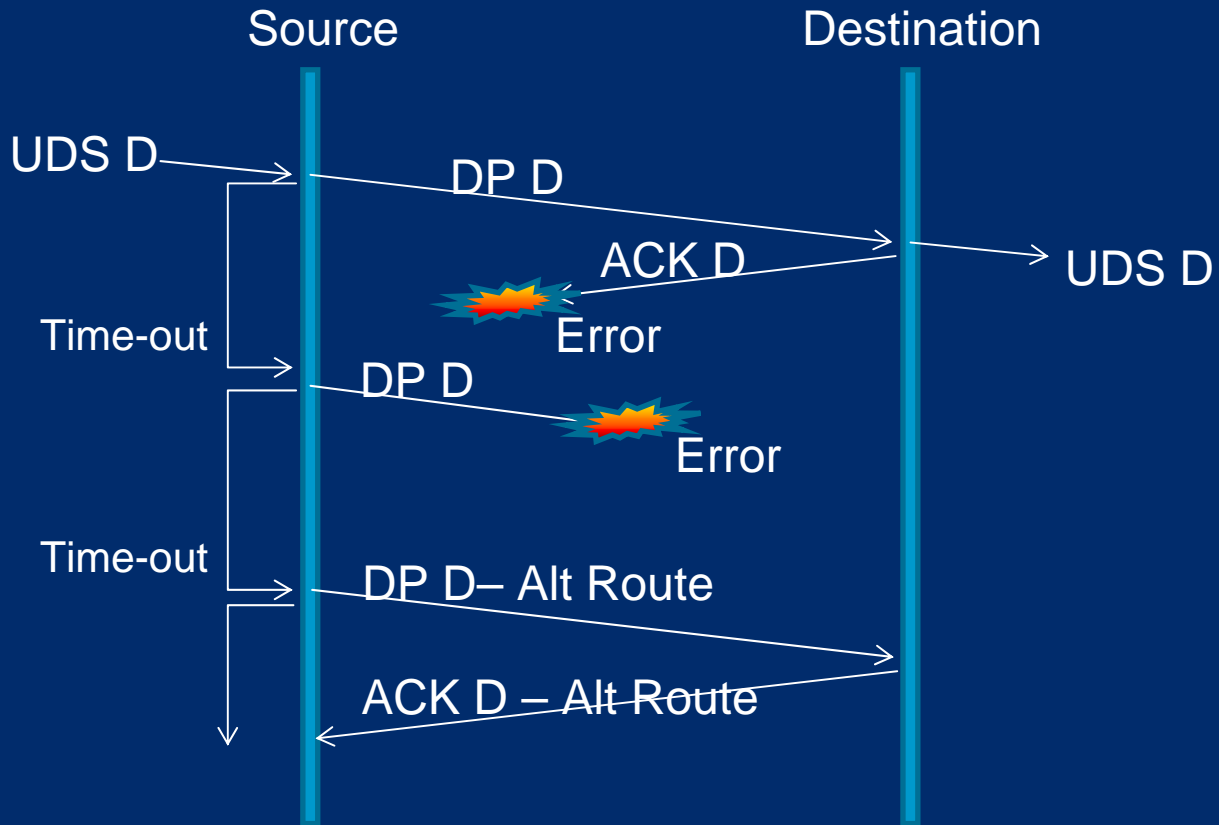 Source
Destination
UDS D
DP D
ACK D
UDS D
Error
Time-out
DP D
Error
Time-out
DP D– Alt Route
ACK D – Alt Route